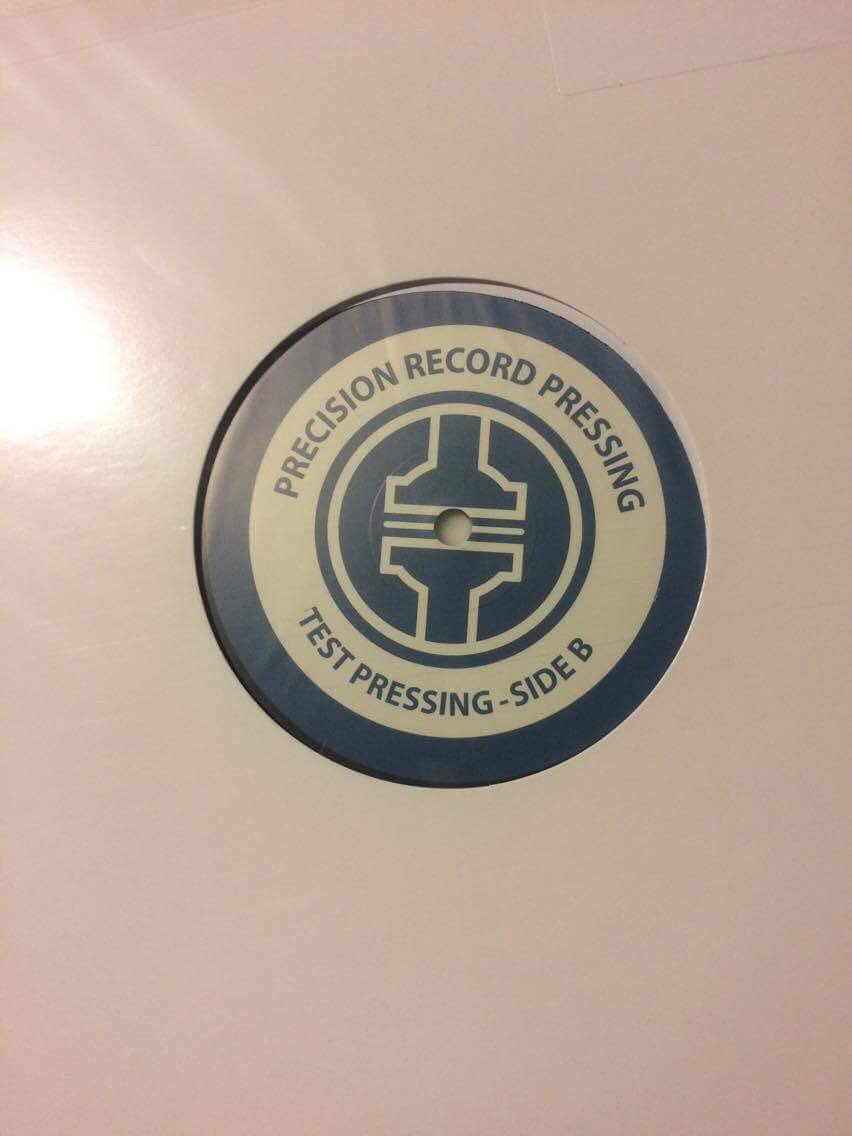 PRECISION RECORD PRESSING
TEST PRESSING - SIDE B